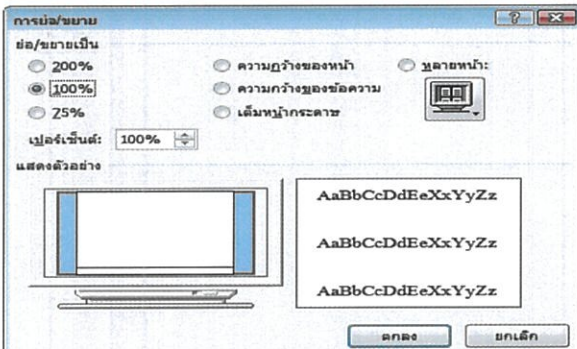 การย่อ/ขยาย
ย่อ/ขยายเป็น
200% ความกว้างของหน้า หลายหน้า:
100% ความกว้างของข้อความ
75% เต็มหน้ากระดาษ
เปอร์เซ็นต์: 100%
แสดงตัวอย่าง
AaBbCcDdEeXxYyZz
AaBbCcDdEeXxYyZz
AaBbCcDdEeXxYyZz
ตกลง ยกเลิก